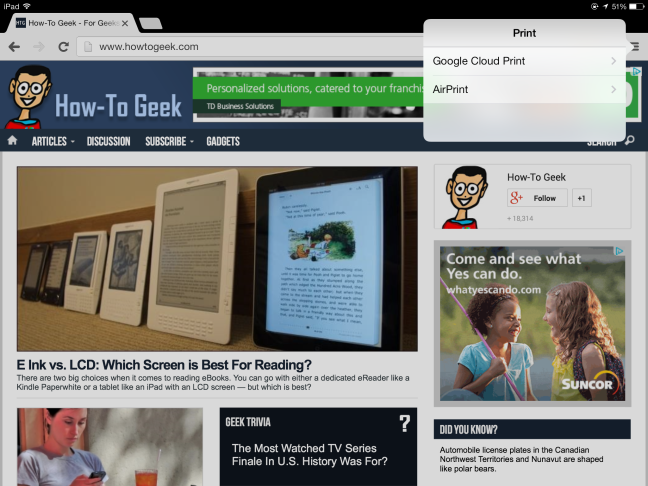 iPad
51%
HTG How-To Geek - For Geeks
www.howtogeek.com
Print
Google Cloud Print
AirPrint
How-To Geek
Personalized solutions, catered to your franchis
TD Business Solutions
ARTICLES DISCUSSION SUBSCRIBE GADGETS
SEARCH
How-To Geek
g+ Follow +1
+ 18,314
Come and see what
Yes can do.
whatyescando.com
SUNCOR
E Ink vs. LCD: Which Screen is Best For Reading?
There are two big choices when it comes to reading eBooks. You can go with either a dedicated eReader like a
Kindle Paperwhite or a tablet like an iPad with an LCD screen — but which is best?
GEEK TRIVIA ?
The Most Watched TV Series
Finale In U.S. History Was For?
DID YOU KNOW?
Automobile license plates in the Canadian
Northwest Territories and Nunavut are shaped
like polar bears.